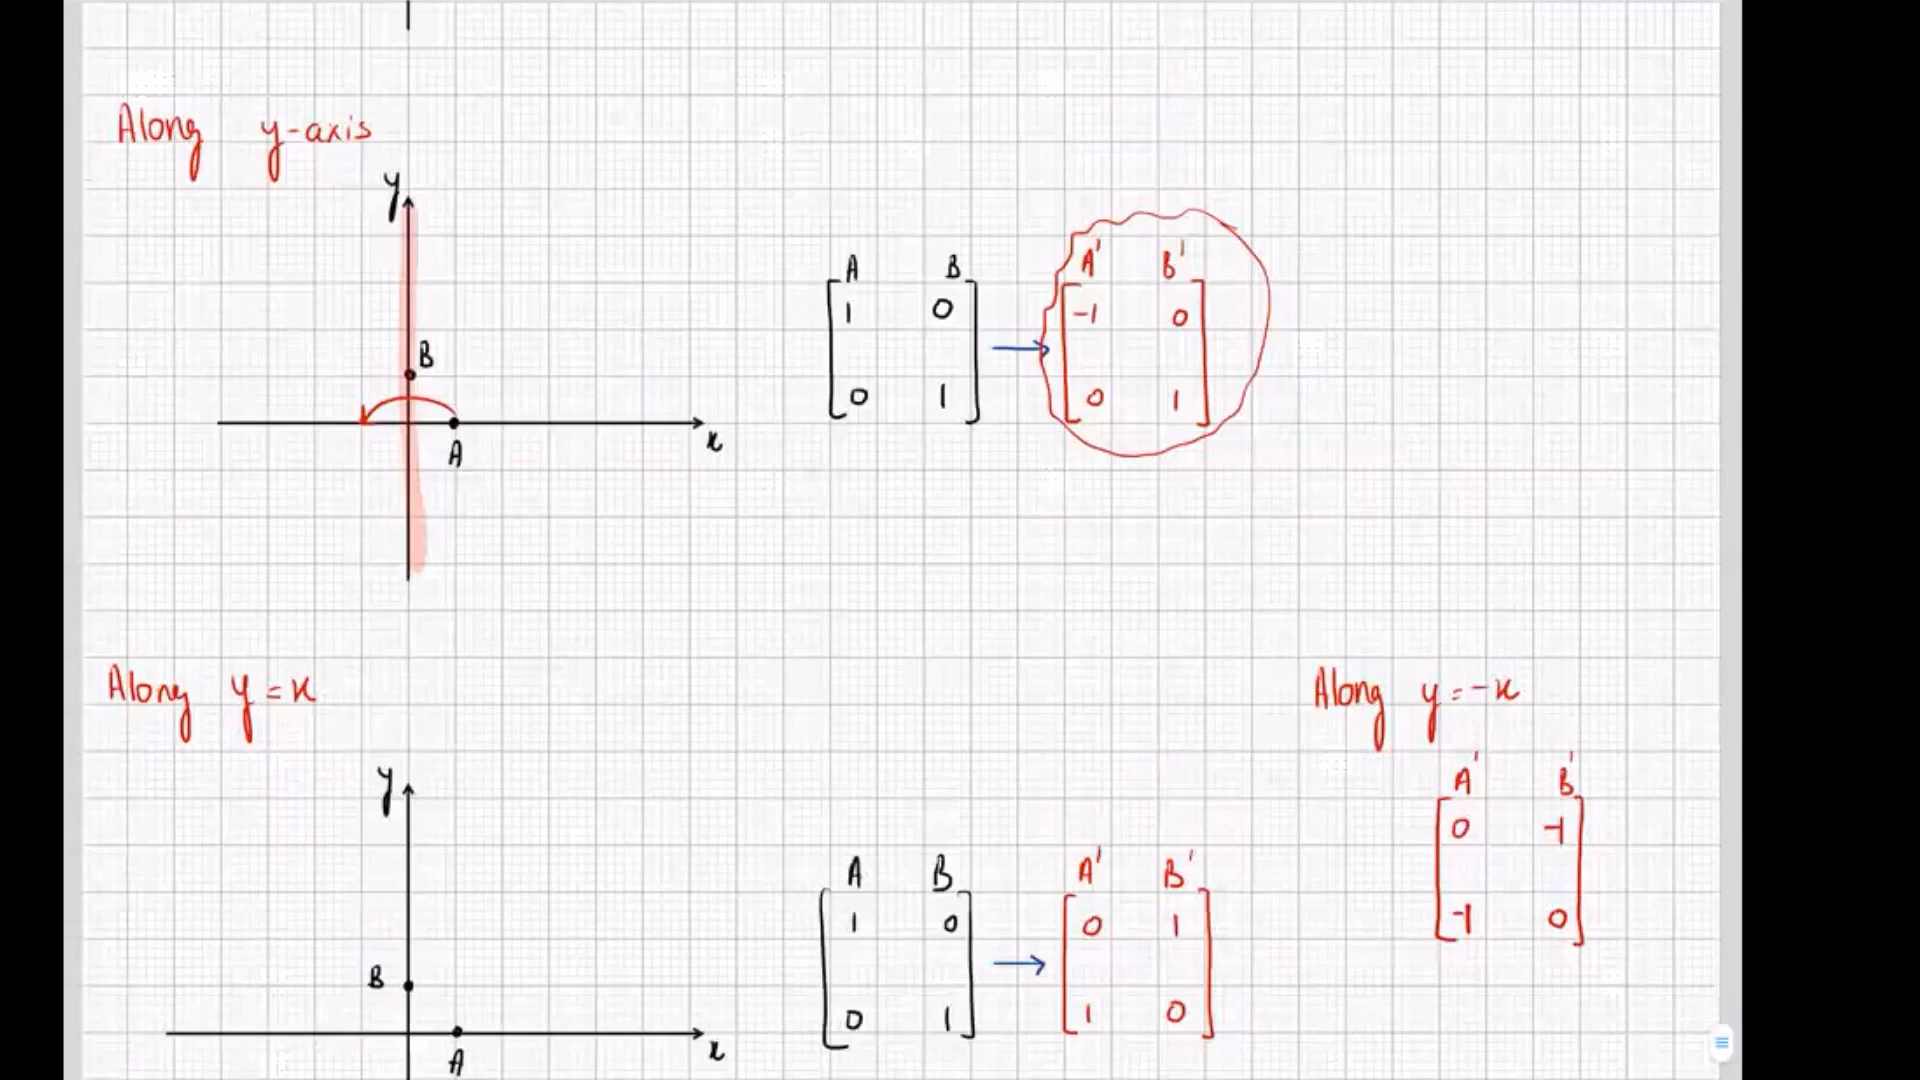 Along y-axis
y
A B A' B'
1 0 → -1 0
0 1 0 1
B
A
x
Along y=x
Along y=-x
A' B'
0 -1
-1 0
y
A B A' B'
1 0 → 0 1
0 1 1 0
B
A
x